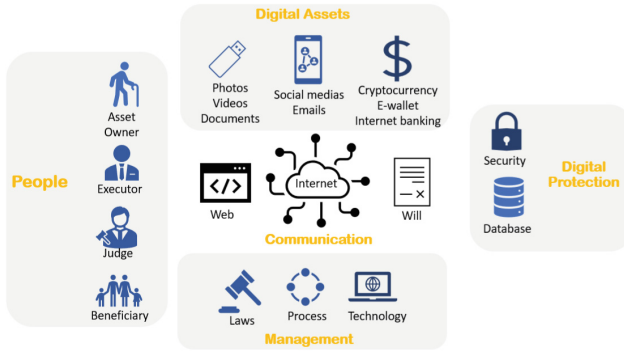 Digital Assets
Photos
Videos
Documents
Social medias
Emails
Cryptocurrency
E-wallet
Internet banking
People
Asset
Owner
Executor
Judge
Beneficiary
</>
Web
Internet
Will
Communication
Security
Database
Digital
Protection
Laws
Process
Technology
Management